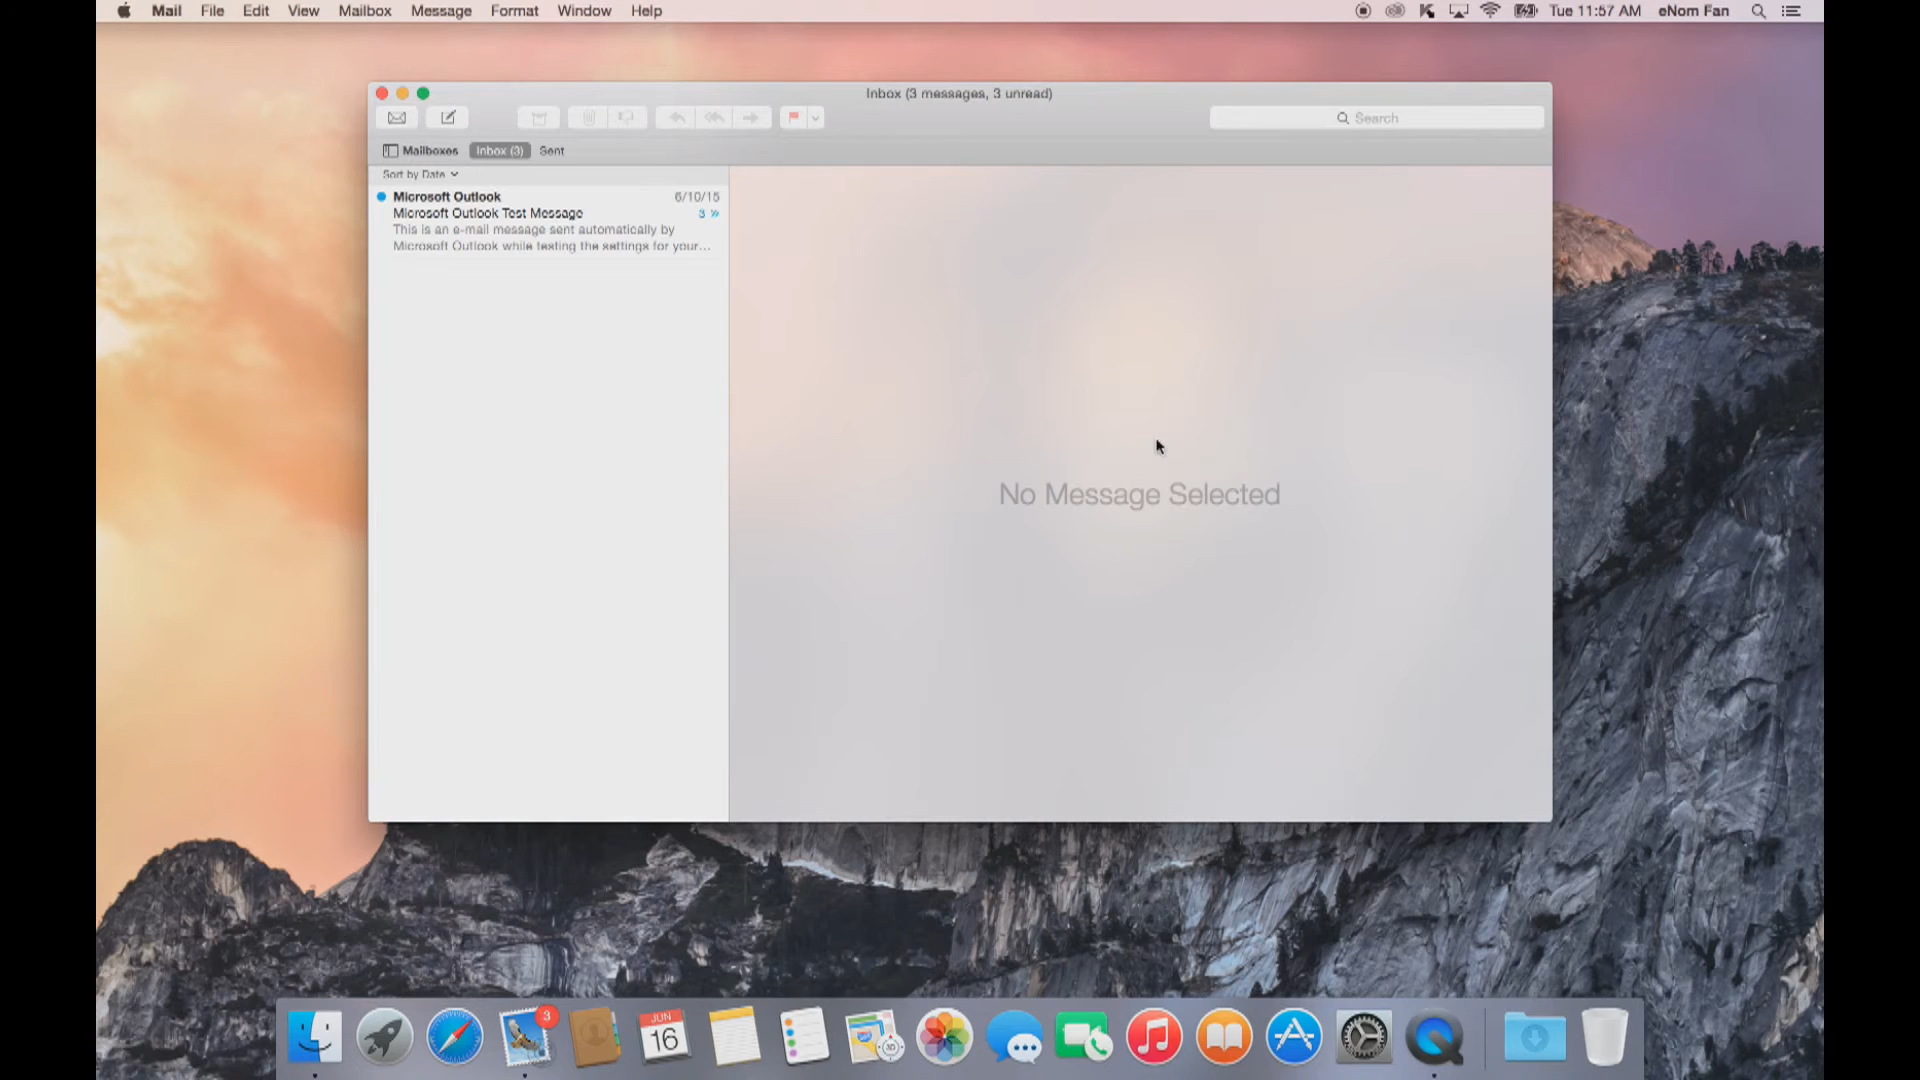 Mail File Edit View Mailbox Message Format Window Help
Tue 11:57 AM eNom Fan
Inbox (3 messages, 3 unread)
Search
Mailboxes Inbox (3) Sent
Sort by Date
Microsoft Outlook 6/10/15
Microsoft Outlook Test Message 3 »
This is an e-mail message sent automatically by
Microsoft Outlook while testing the settings for your...
No Message Selected
3
JUN
16
3D